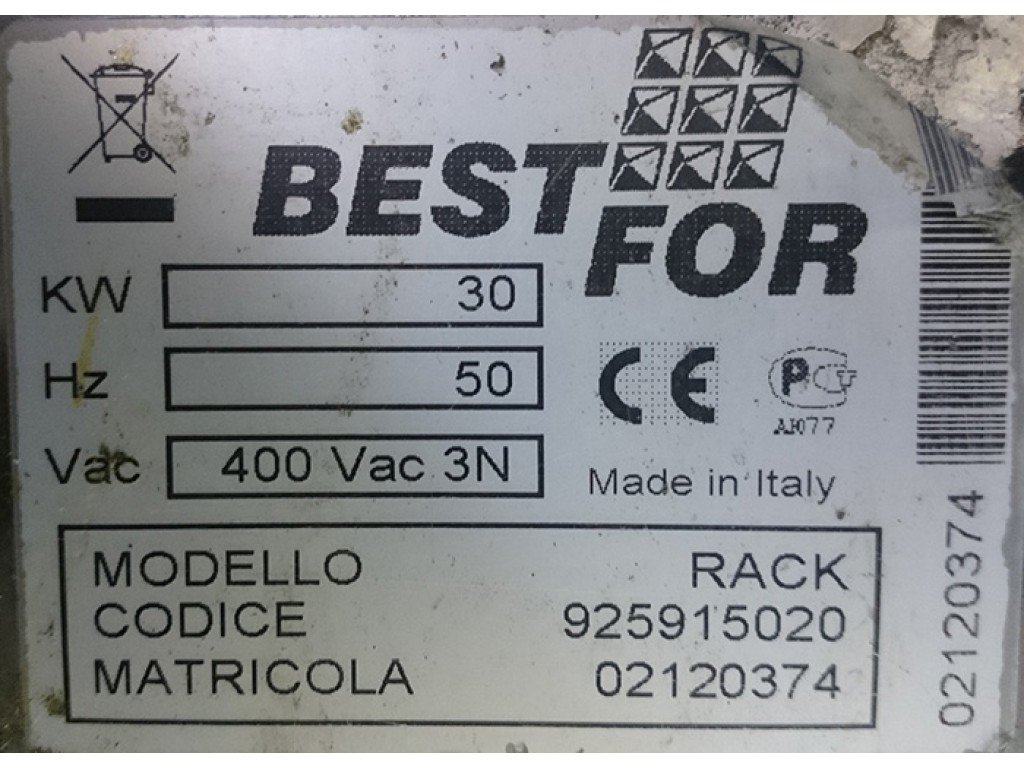 BEST
FOR
KW 30
Hz 50
Vac 400 Vac 3N
CE
Made in Italy
MODELLO RACK
CODICE 925915020
MATRICOLA 02120374
02120374